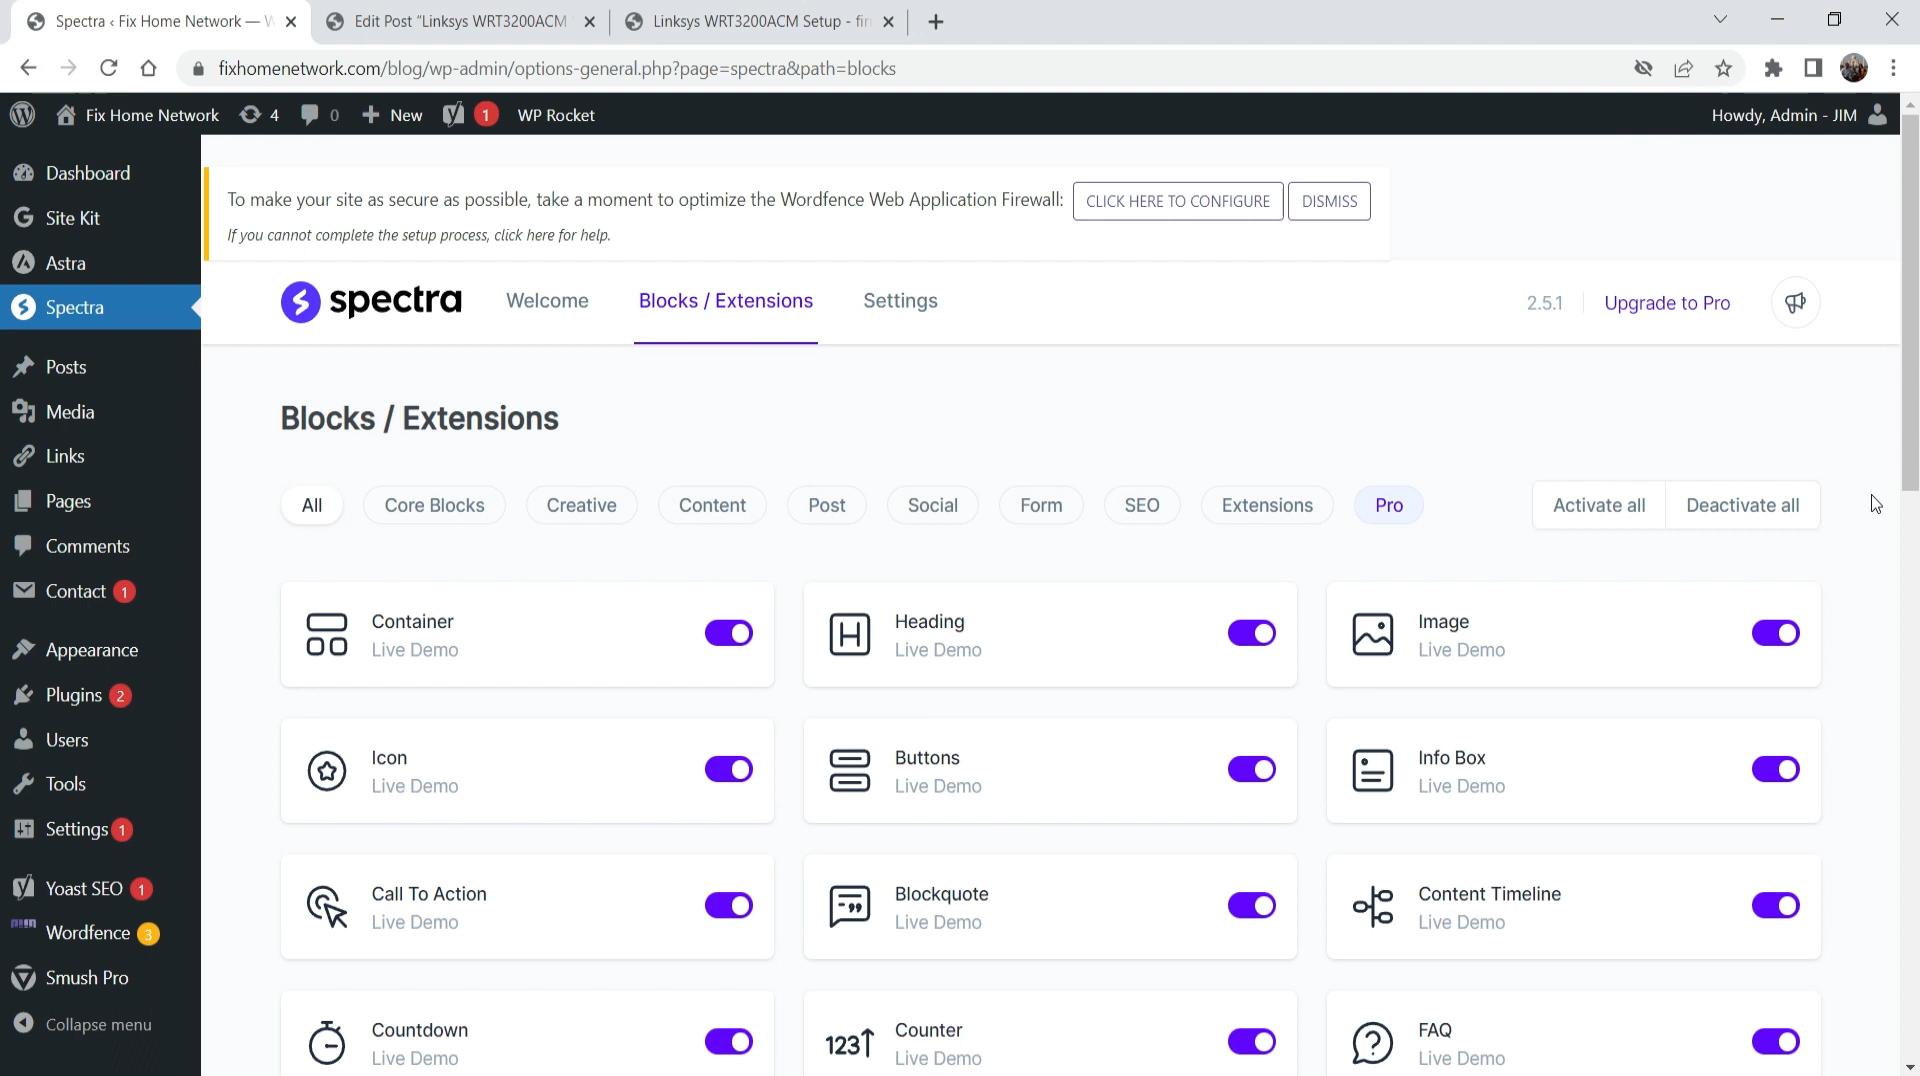 Spectra ‹ Fix Home Network — W
Edit Post "Linksys WRT3200ACM
Linksys WRT3200ACM Setup - fin
fixhomenetwork.com/blog/wp-admin/options-general.php?page=spectra&path=blocks
Fix Home Network
4
0
New
1
WP Rocket
Howdy, Admin - JIM
Dashboard
Site Kit
Astra
Spectra
Posts
Media
Links
Pages
Comments
Contact 1
Appearance
Plugins 2
Users
Tools
Settings 1
Yoast SEO 1
Wordfence 3
Smush Pro
Collapse menu
To make your site as secure as possible, take a moment to optimize the Wordfence Web Application Firewall:
CLICK HERE TO CONFIGURE
DISMISS
If you cannot complete the setup process, click here for help.
spectra
Welcome
Blocks / Extensions
Settings
2.5.1
Upgrade to Pro
Blocks / Extensions
All
Core Blocks
Creative
Content
Post
Social
Form
SEO
Extensions
Pro
Activate all
Deactivate all
Container
Live Demo
Heading
Live Demo
Image
Live Demo
Icon
Live Demo
Buttons
Live Demo
Info Box
Live Demo
Call To Action
Live Demo
Blockquote
Live Demo
Content Timeline
Live Demo
Countdown
Live Demo
123
Counter
Live Demo
FAQ
Live Demo